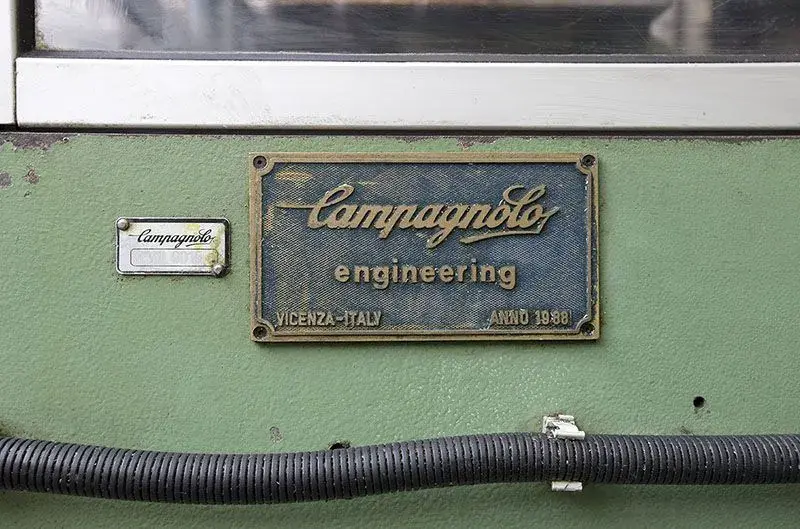 Campagnolo
Campagnolo
engineering
VICENZA-ITALY
ANNO 1988